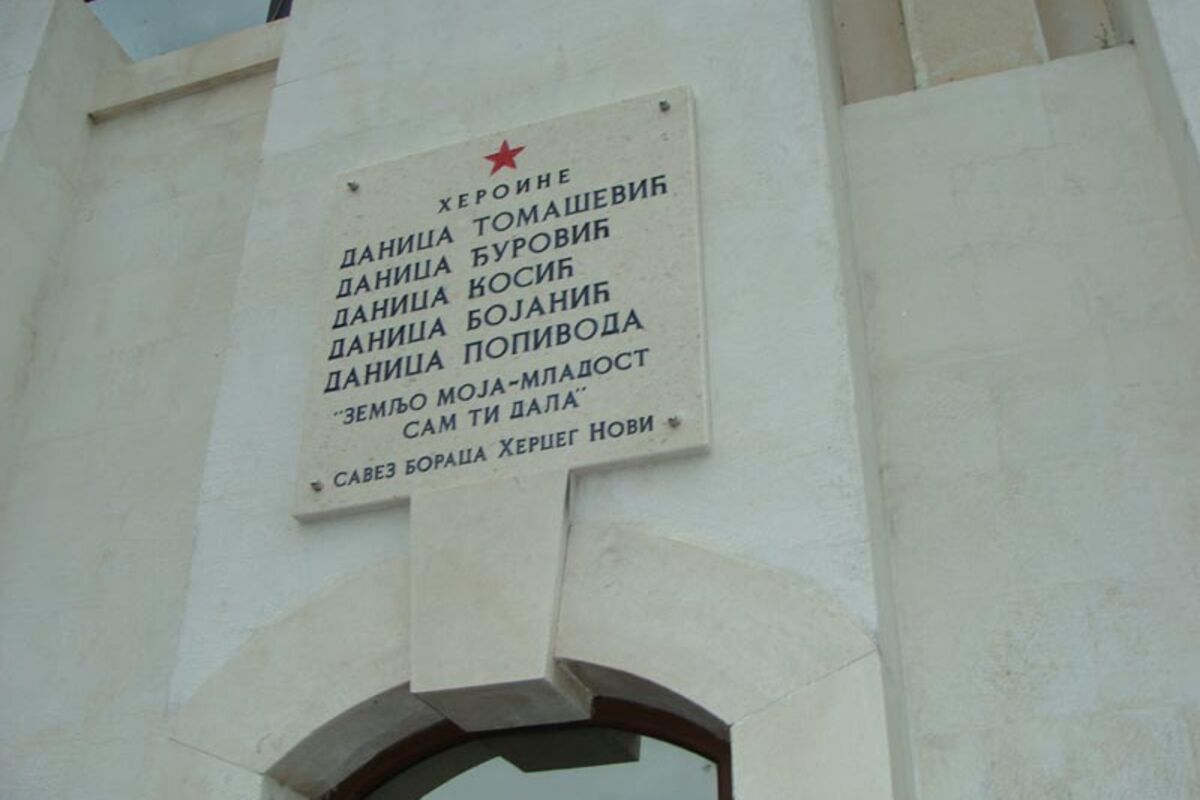 ХЕРОИНЕ
ДАНИЦА ТОМАШЕВИЋ
ДАНИЦА ЂУРОВИЋ
ДАНИЦА КОСИЋ
ДАНИЦА БОЈАНИЋ
ДАНИЦА ПОПИВОДА
"ЗЕМЉО МОЈА-МЛАДОСТ
САМ ТИ ДАЛА"
САВЕЗ БОРАЦА ХЕРЦЕГ НОВИ